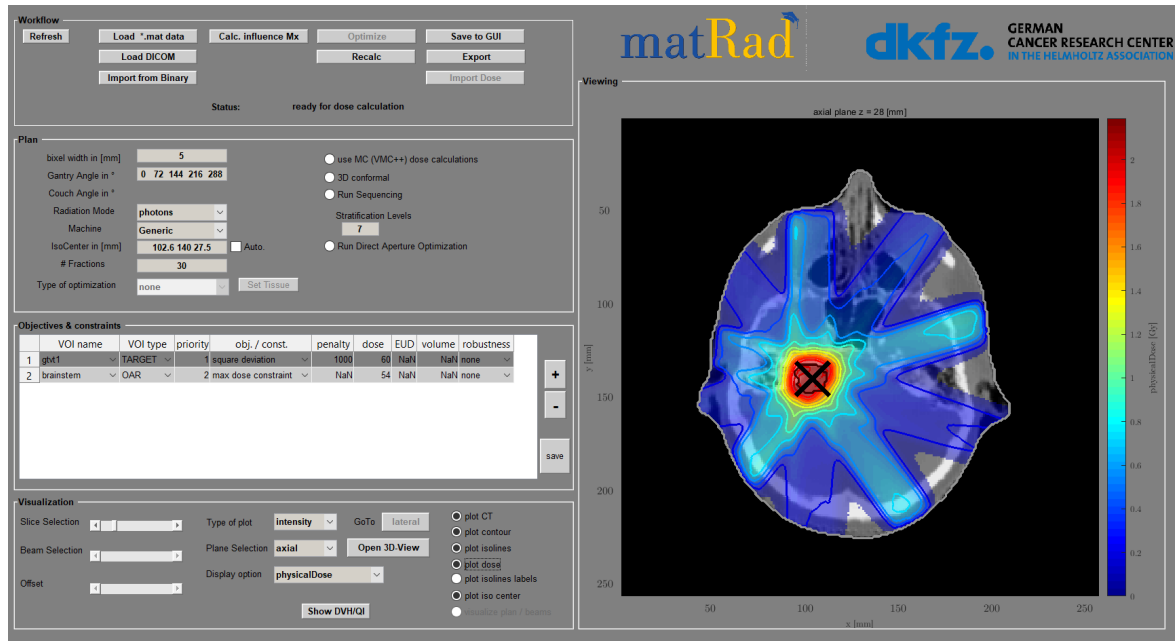 Workflow
Refresh
Load *.mat data
Calc. influence Mx
Optimize
Save to GUI
Load DICOM
Recalc
Export
Import from Binary
Import Dose
Status: ready for dose calculation
matRad
dkfz.
GERMAN
CANCER RESEARCH CENTER
IN THE HELMHOLTZ ASSOCIATION
Plan
bixel width in [mm] 5
Gantry Angle in ° 0 72 144 216 288
Couch Angle in °
Radiation Mode photons
Machine Generic
IsoCenter in [mm] 102.6 140 27.5 Auto.
# Fractions 30
Type of optimization none Set Tissue
use MC (VMC++) dose calculations
3D conformal
Run Sequencing
Stratification Levels
7
Run Direct Aperture Optimization
Objectives & constraints
VOI name VOI type priority obj. / const. penalty dose EUD volume robustness
1 gtvt1 TARGET 1 square deviation 1000 60 NaN NaN none
2 brainstem OAR 2 max dose constraint NaN 54 NaN NaN none
+
-
save
Visualization
Slice Selection
Beam Selection
Offset
Type of plot intensity GoTo lateral
Plane Selection axial Open 3D-View
Display option physicalDose
Show DVH/QI
plot CT
plot contour
plot isolines
plot dose
plot isolines labels
plot iso center
visualize plan / beams
Viewing
axial plane z = 28 [mm]
50
100
150
200
250
y [mm]
50 100 150 200 250
x [mm]
2
1.8
1.6
1.4
1.2
1
0.8
0.6
0.4
0.2
0
physicalDose [Gy]